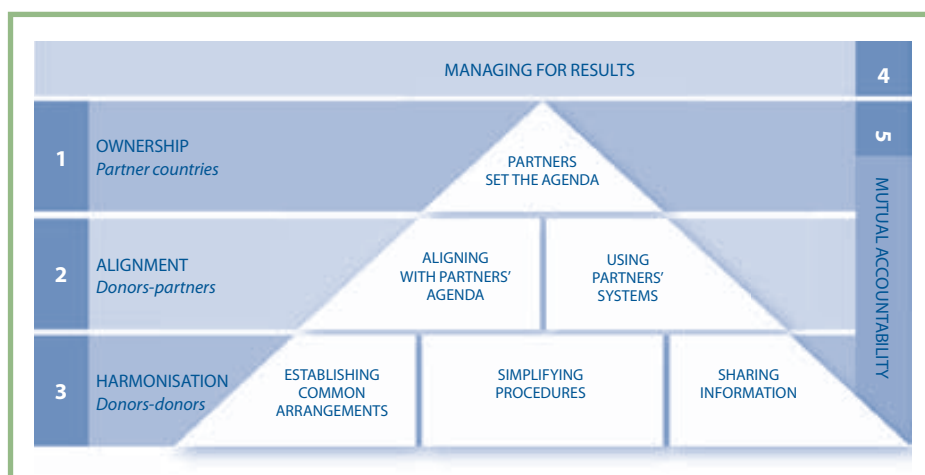 MANAGING FOR RESULTS
4
1
OWNERSHIP
Partner countries
PARTNERS
SET THE AGENDA
5
MUTUAL ACCOUNTABILITY
2
ALIGNMENT
Donors-partners
ALIGNING
WITH PARTNERS'
AGENDA
USING
PARTNERS'
SYSTEMS
3
HARMONISATION
Donors-donors
ESTABLISHING
COMMON
ARRANGEMENTS
SIMPLIFYING
PROCEDURES
SHARING
INFORMATION